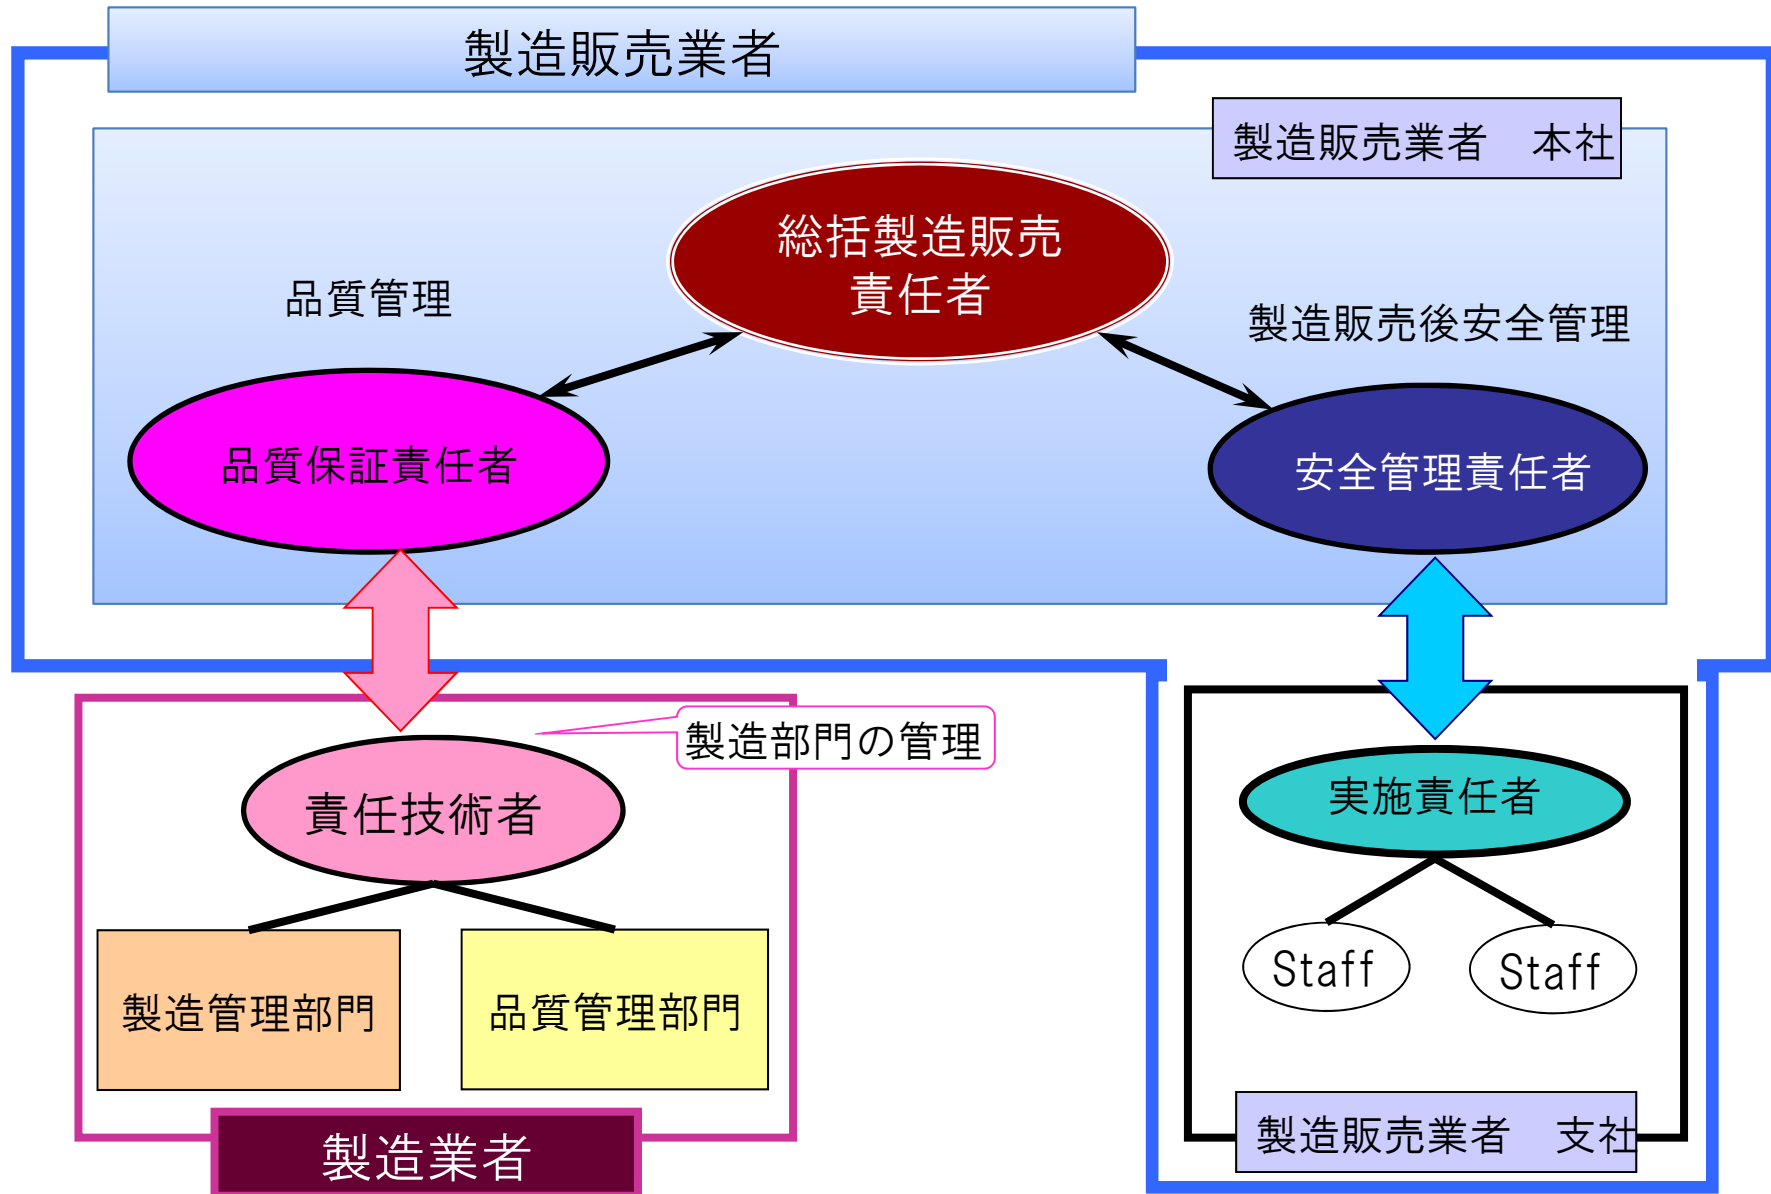 製造販売業者
製造販売業者　本社
総括製造販売
責任者
品質管理
製造販売後安全管理
品質保証責任者
安全管理責任者
製造部門の管理
責任技術者
実施責任者
製造管理部門
品質管理部門
Staff
Staff
製造業者
製造販売業者　支社